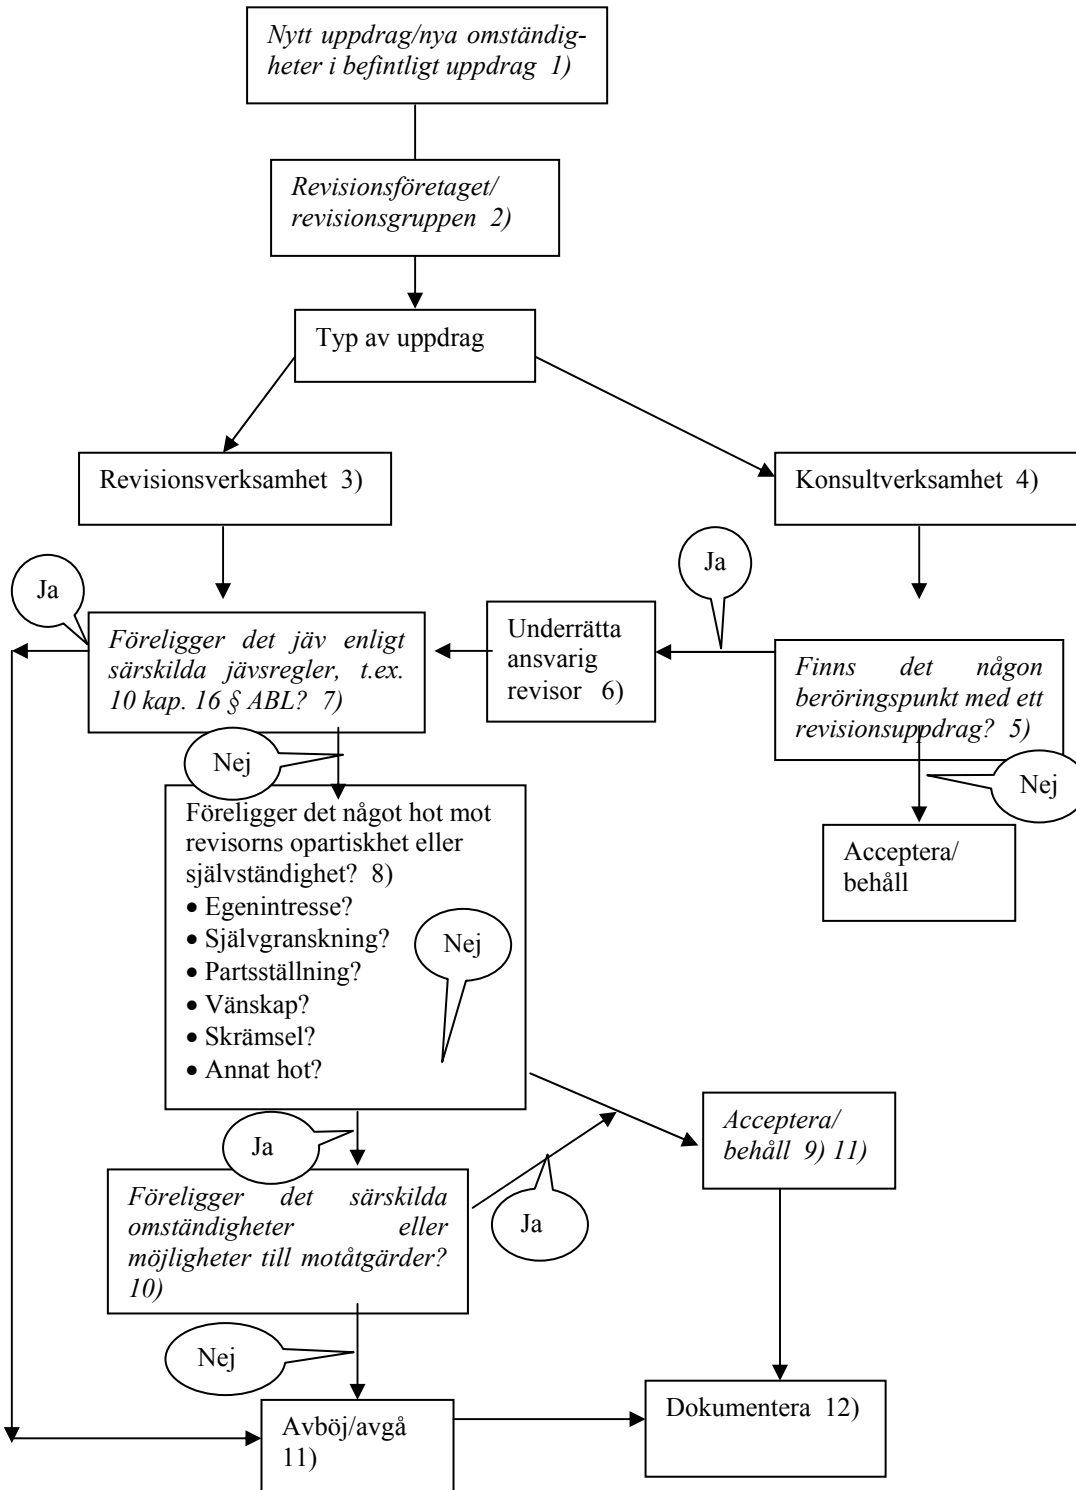 Nytt uppdrag/nya omständig-
heter i befintligt uppdrag 1)
Revisionsföretaget/
revisionsgruppen 2)
Typ av uppdrag
Revisionsverksamhet 3)
Konsultverksamhet 4)
Ja
Ja
Föreligger det jäv enligt
särskilda jävsregler, t.ex.
10 kap. 16 § ABL? 7)
Underrätta
ansvarig
revisor 6)
Finns det någon
beröringspunkt med ett
revisionsuppdrag? 5)
Nej
Nej
Föreligger det något hot mot
revisorns opartiskhet eller
självständighet? 8)
• Egenintresse?
• Självgranskning?
• Partsställning?
• Vänskap?
• Skrämsel?
• Annat hot?
Nej
Acceptera/
behåll
Ja
Acceptera/
behåll 9) 11)
Föreligger det särskilda
omständigheter eller
möjligheter till motåtgärder?
10)
Ja
Nej
Avböj/avgå
11)
Dokumentera 12)